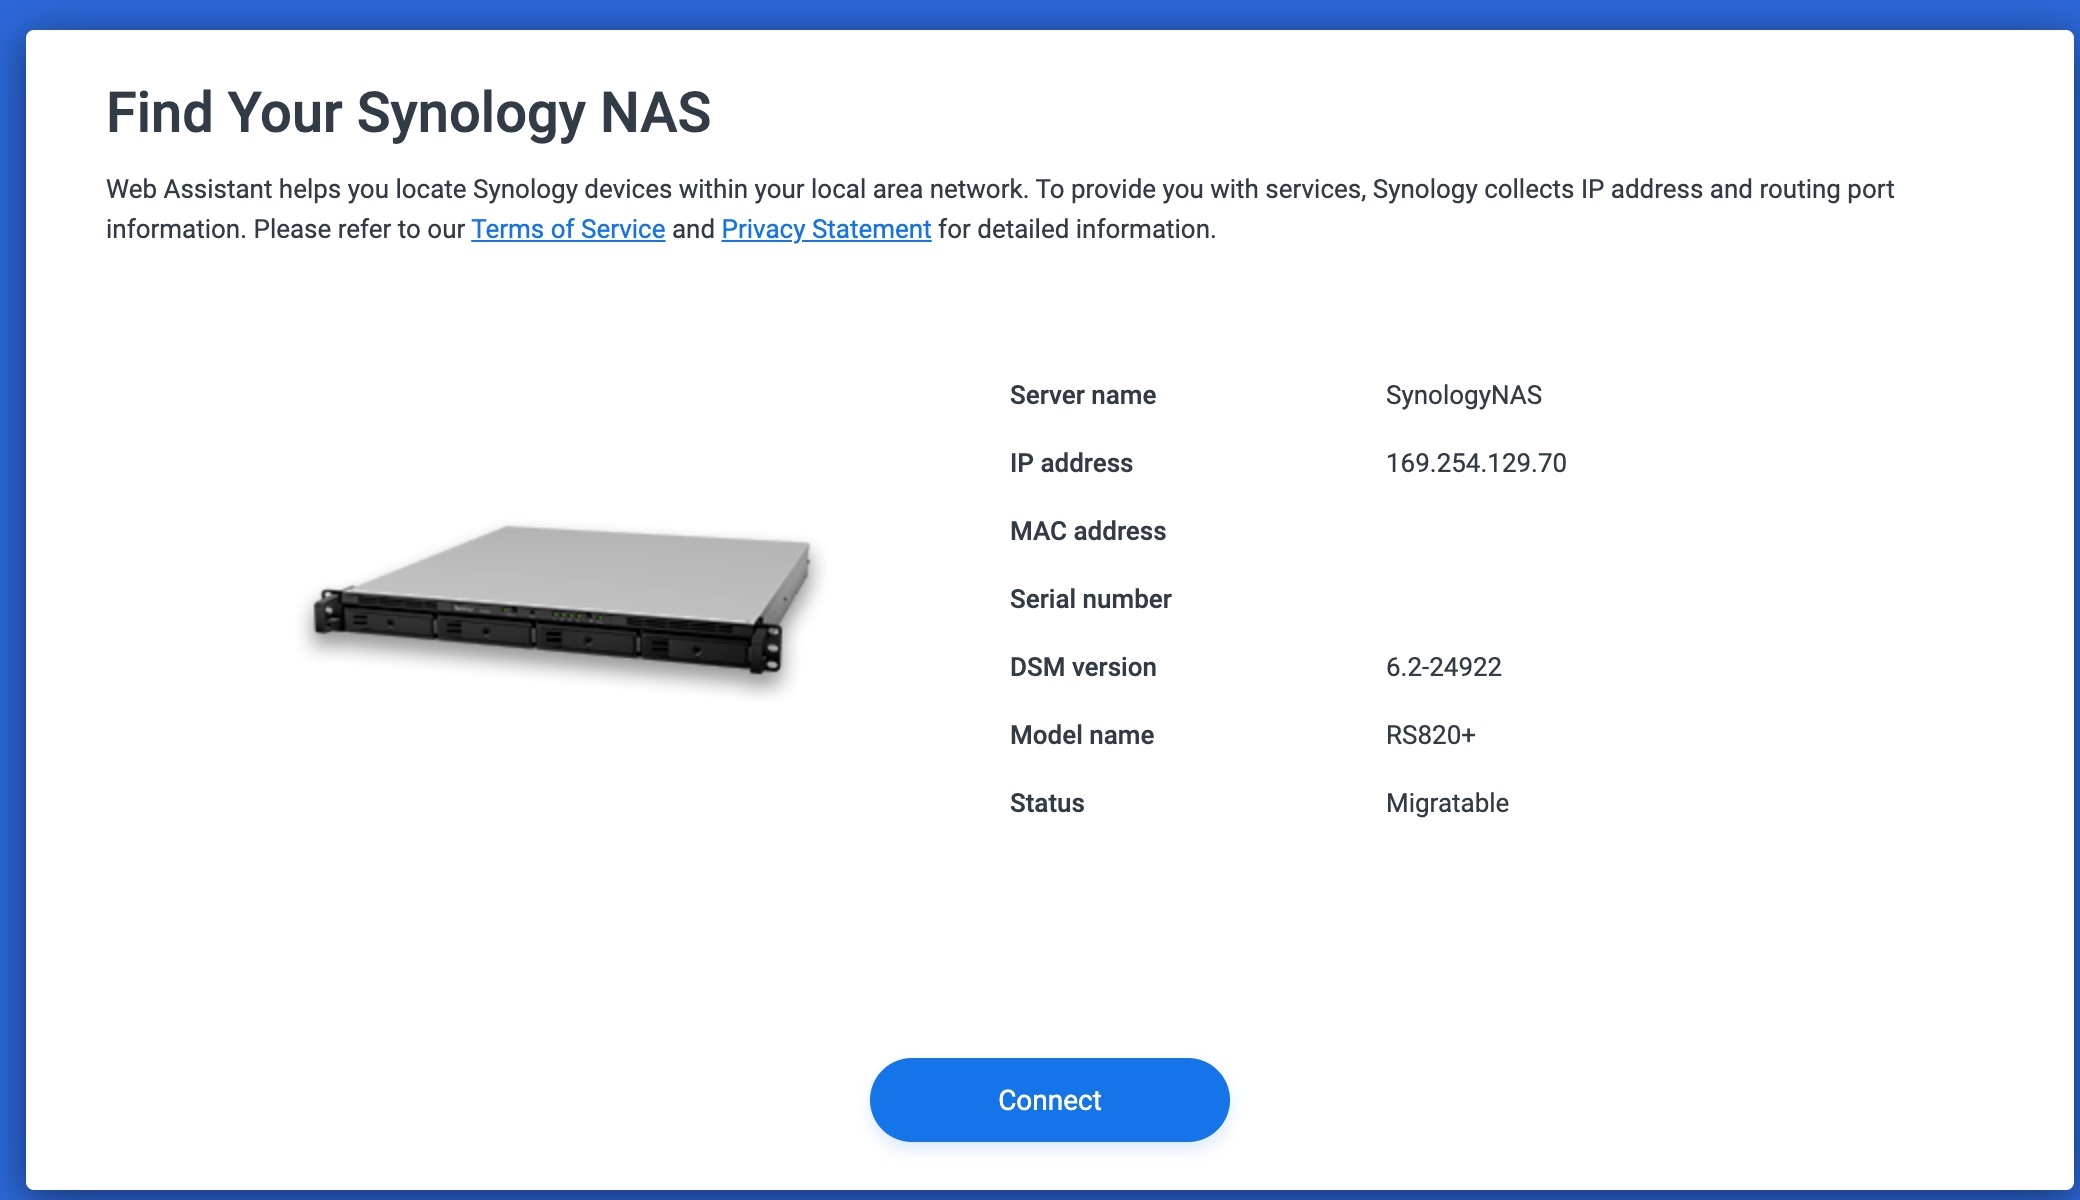 Find Your Synology NAS
Web Assistant helps you locate Synology devices within your local area network. To provide you with services, Synology collects IP address and routing port
information. Please refer to our Terms of Service and Privacy Statement for detailed information.
Server name SynologyNAS
IP address 169.254.129.70
MAC address
Serial number
DSM version 6.2-24922
Model name RS820+
Status Migratable
Connect